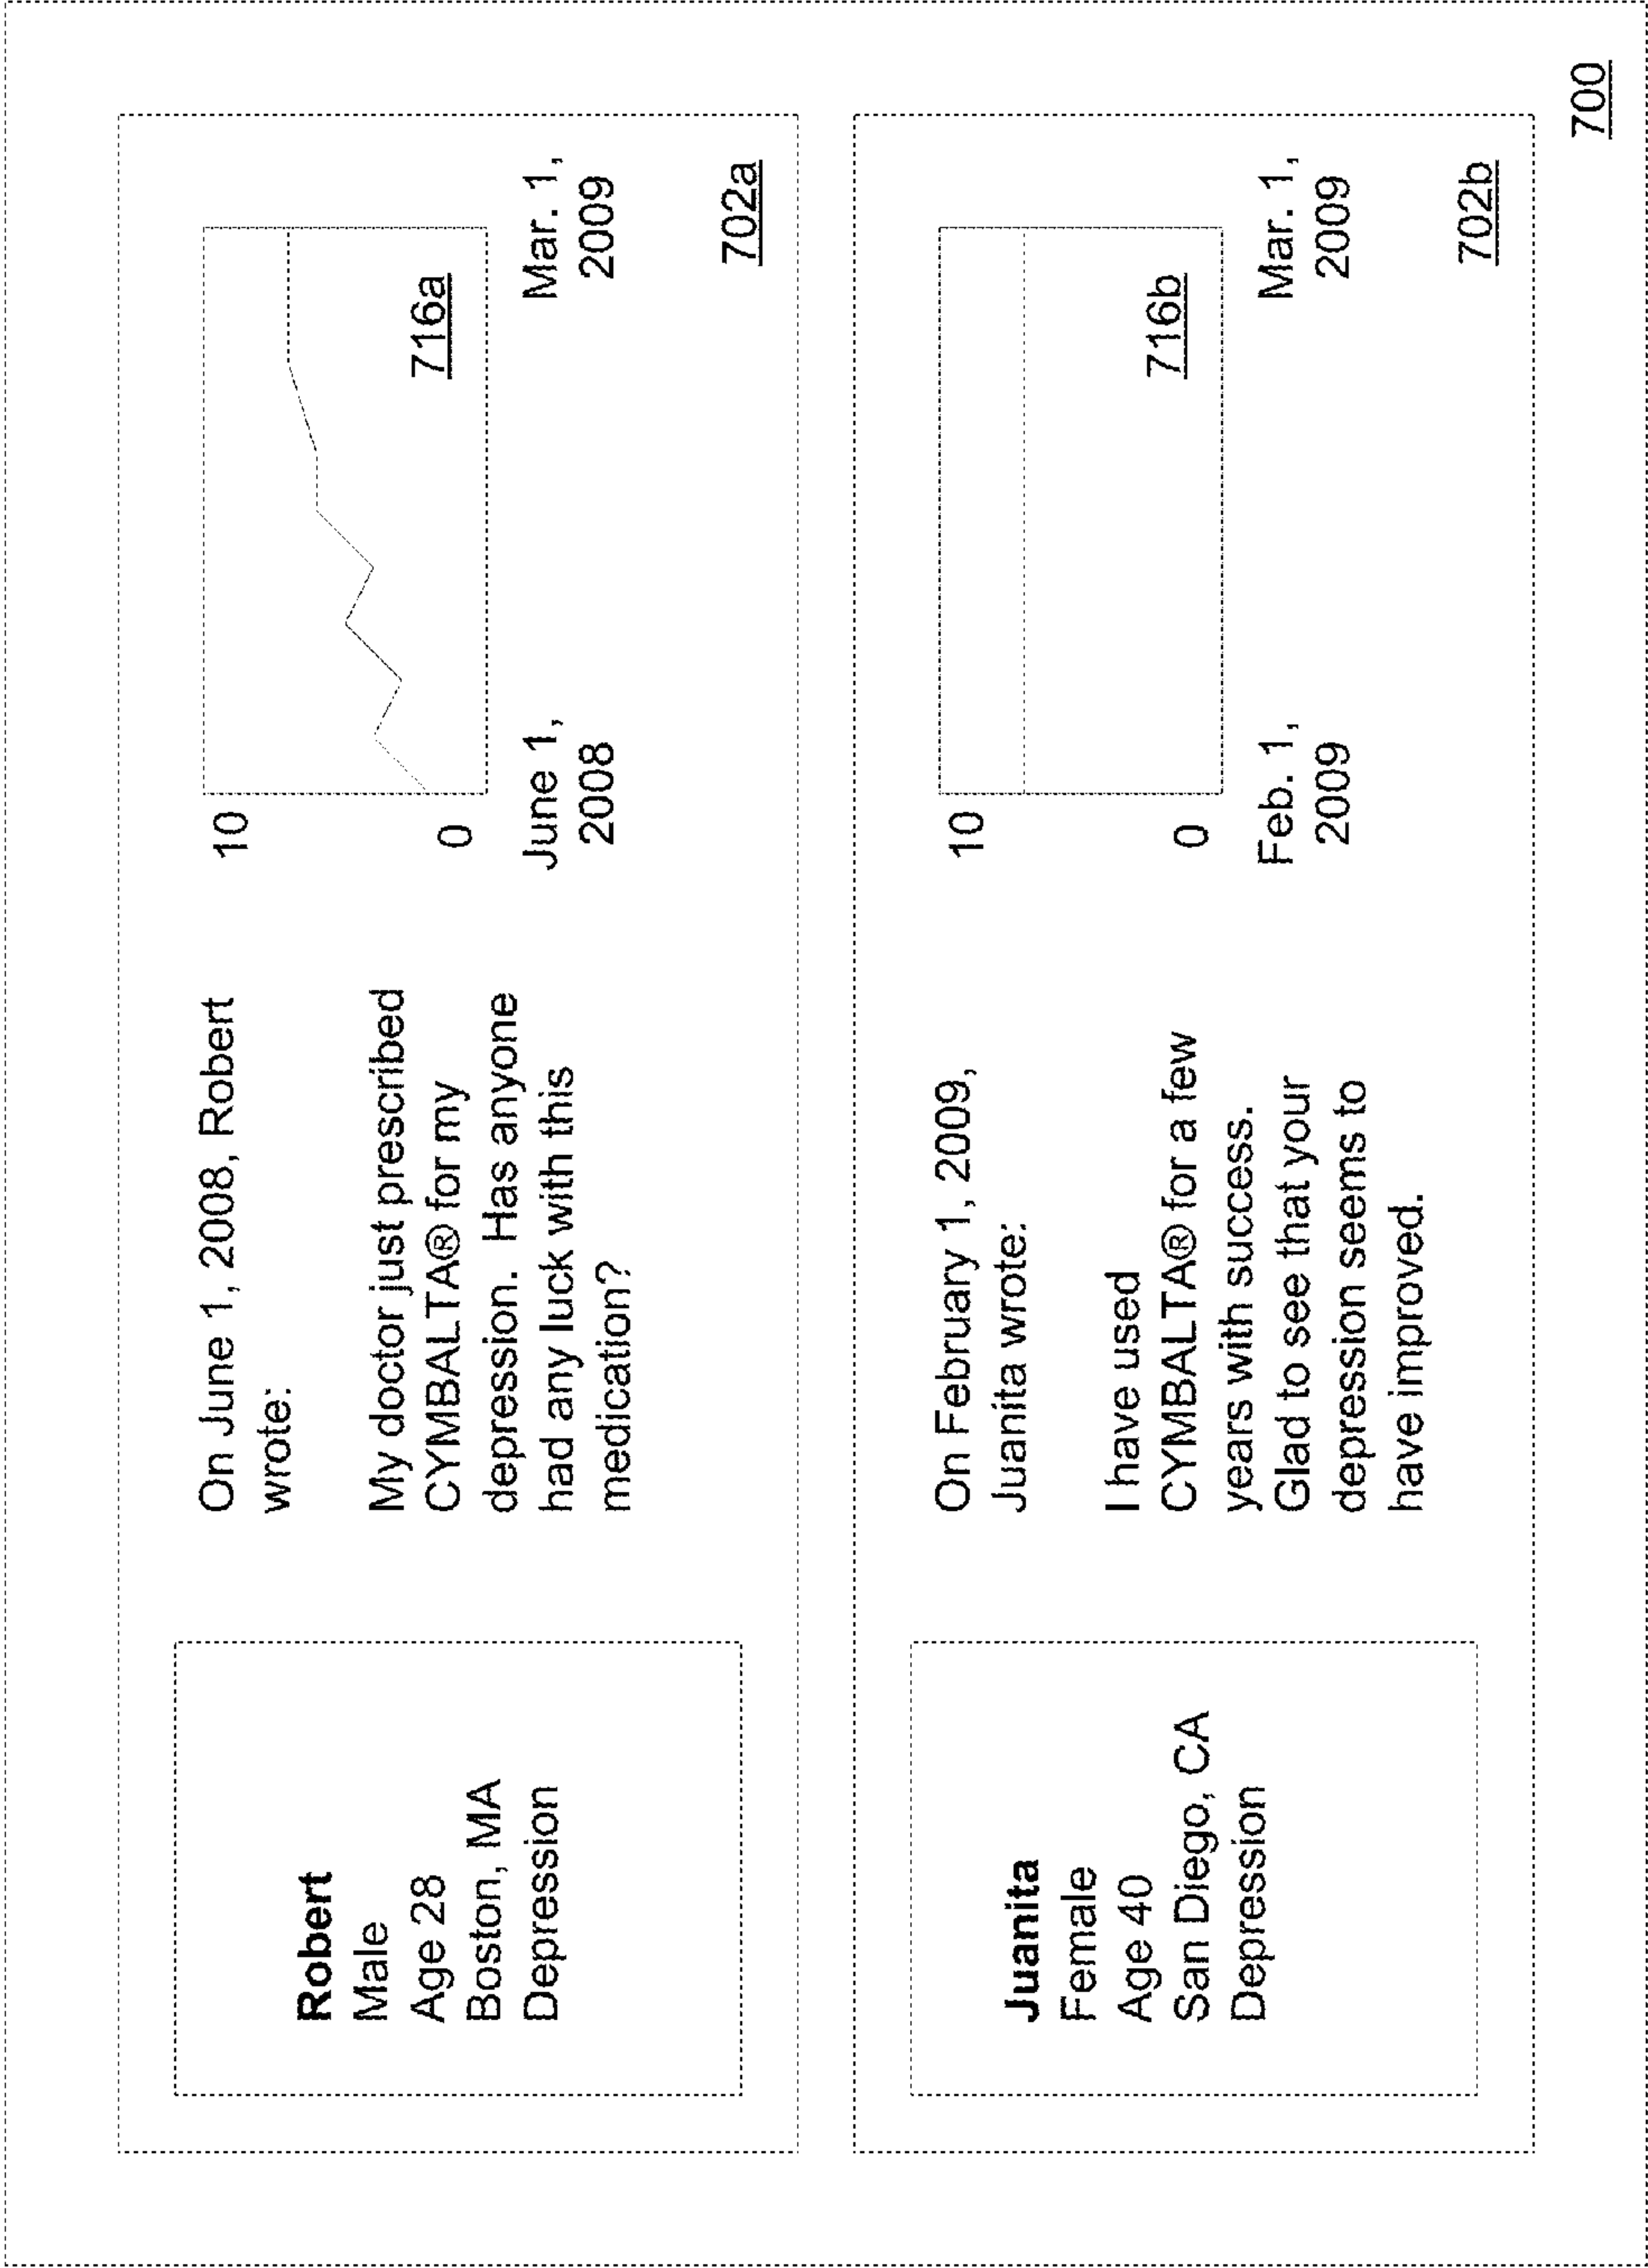 Robert
Male
Age 28
Boston, MA
Depression
On June 1, 2008, Robert
wrote:
My doctor just prescribed
CYMBALTA® for my
depression. Has anyone
had any luck with this
medication?
10
0
716a
June 1,
2008
Mar. 1,
2009
702a
Juanita
Female
Age 40
San Diego, CA
Depression
On February 1, 2009,
Juanita wrote:
I have used
CYMBALTA® for a few
years with success.
Glad to see that your
depression seems to
have improved.
10
0
716b
Feb. 1,
2009
Mar. 1,
2009
702b
700